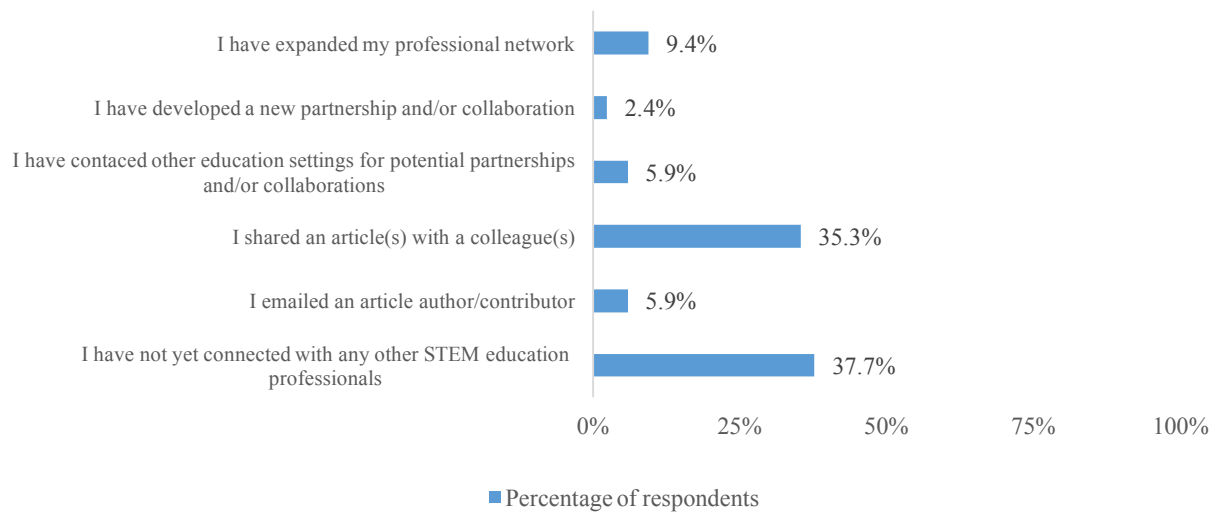 I have expanded my professional network
9.4%
I have developed a new partnership and/or collaboration
2.4%
I have contaced other education settings for potential partnerships
and/or collaborations
5.9%
I shared an article(s) with a colleague(s)
35.3%
I emailed an article author/contributor
5.9%
I have not yet connected with any other STEM education
professionals
37.7%
0% 25% 50% 75% 100%
Percentage of respondents